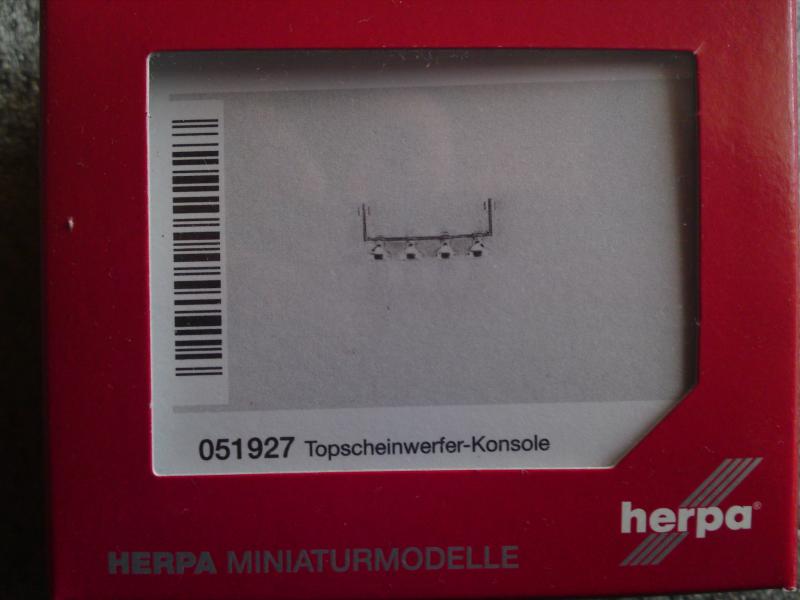 051927 Topscheinwerfer-Konsole
herpa®
HERPA MINIATURMODELLE